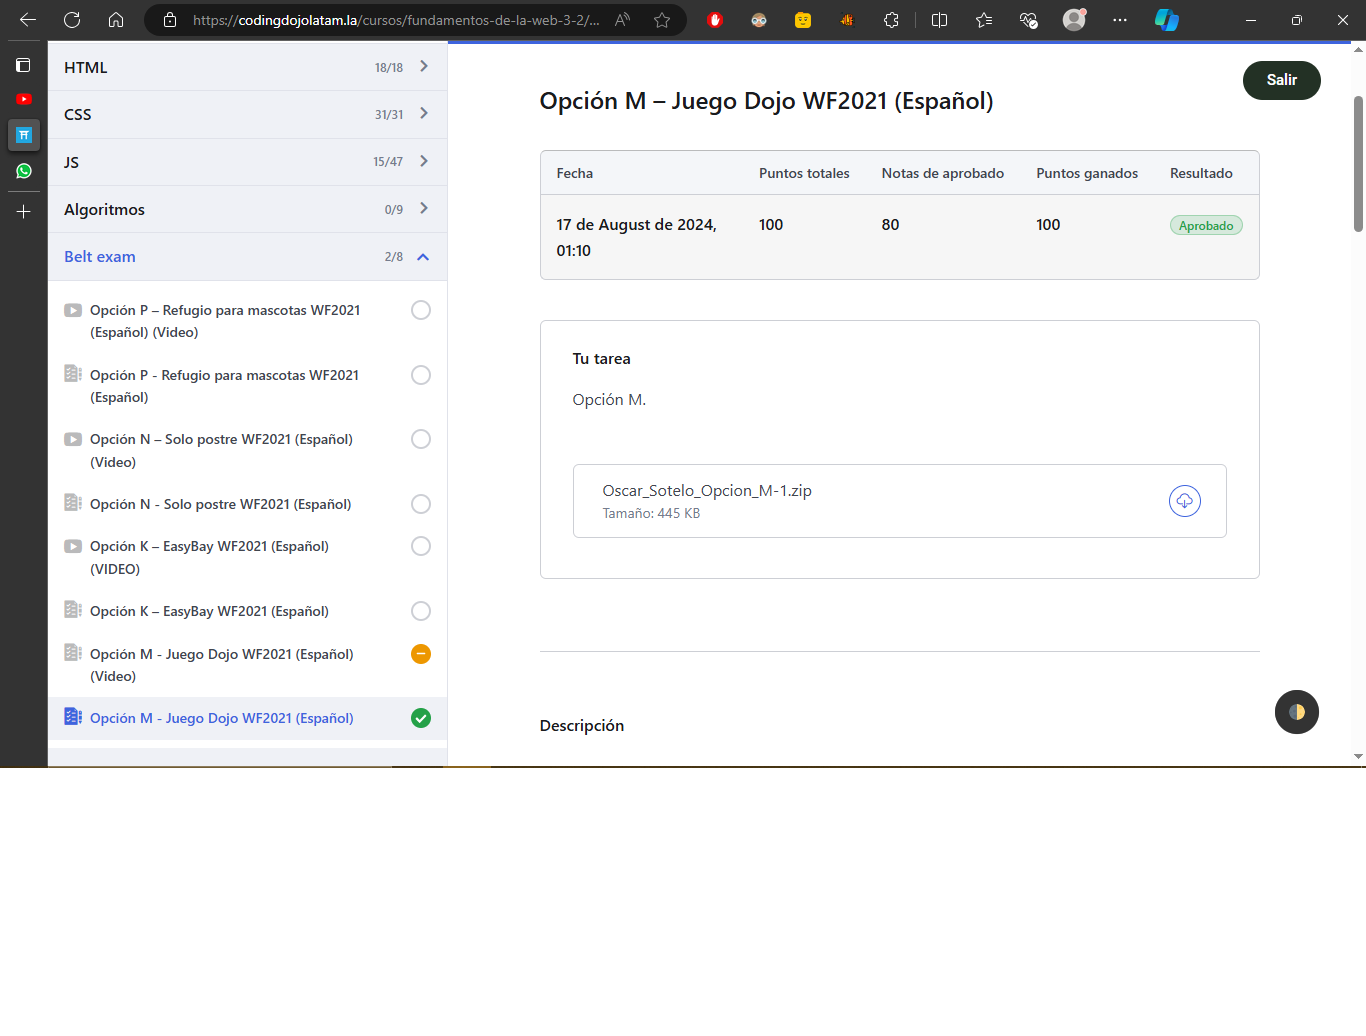 https://codingdojolatam.la/cursos/fundamentos-de-la-web-3-2/...
HTML
18/18
CSS
31/31
JS
15/47
Algoritmos
0/9
Belt exam
2/8
Opción P – Refugio para mascotas WF2021
(Español) (Video)
Opción P - Refugio para mascotas WF2021
(Español)
Opción N – Solo postre WF2021 (Español)
(Video)
Opción N - Solo postre WF2021 (Español)
Opción K – EasyBay WF2021 (Español)
(VIDEO)
Opción K – EasyBay WF2021 (Español)
Opción M - Juego Dojo WF2021 (Español)
(Video)
Opción M - Juego Dojo WF2021 (Español)
Salir
Opción M – Juego Dojo WF2021 (Español)
Fecha Puntos totales Notas de aprobado Puntos ganados Resultado
17 de August de 2024, 100 80 100 Aprobado
01:10
Tu tarea
Opción M.
Oscar_Sotelo_Opcion_M-1.zip
Tamaño: 445 KB
Descripción